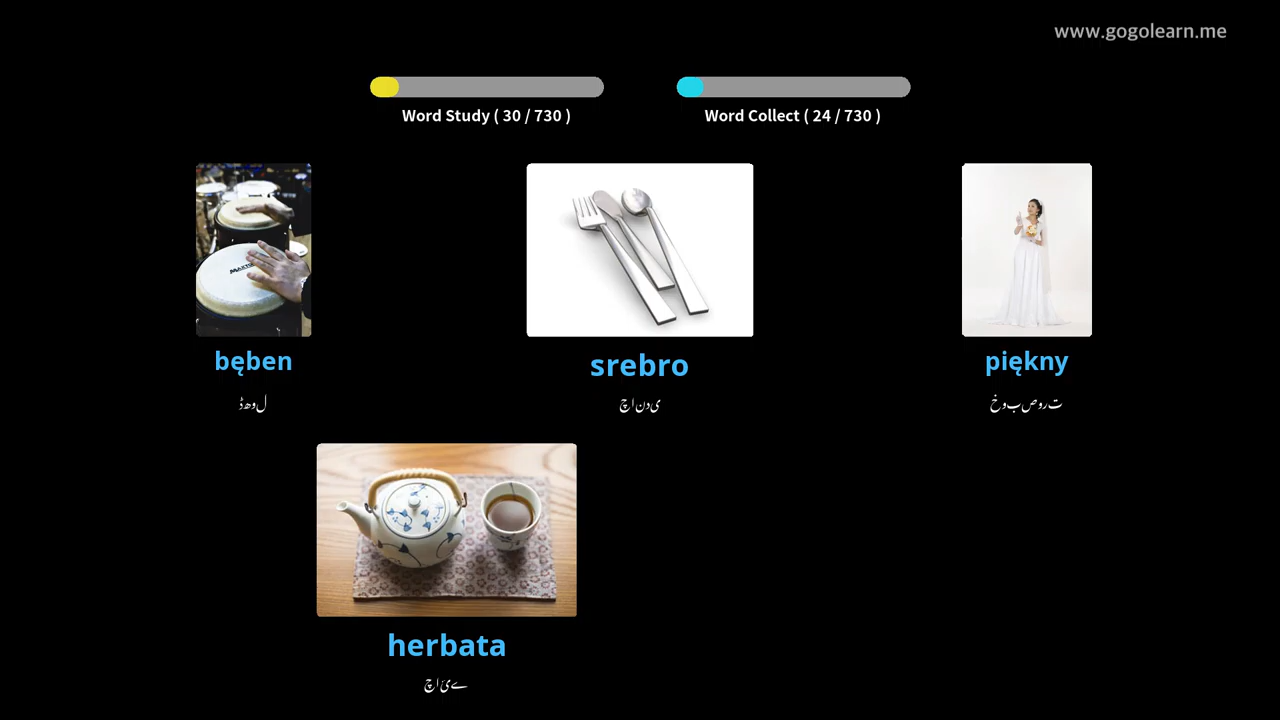 www.gogolearn.me
Word Study ( 30 / 730 )
Word Collect ( 24 / 730 )
bęben
srebro
piękny
ڈھول
چاندی
خوبصورت
herbata
چائے